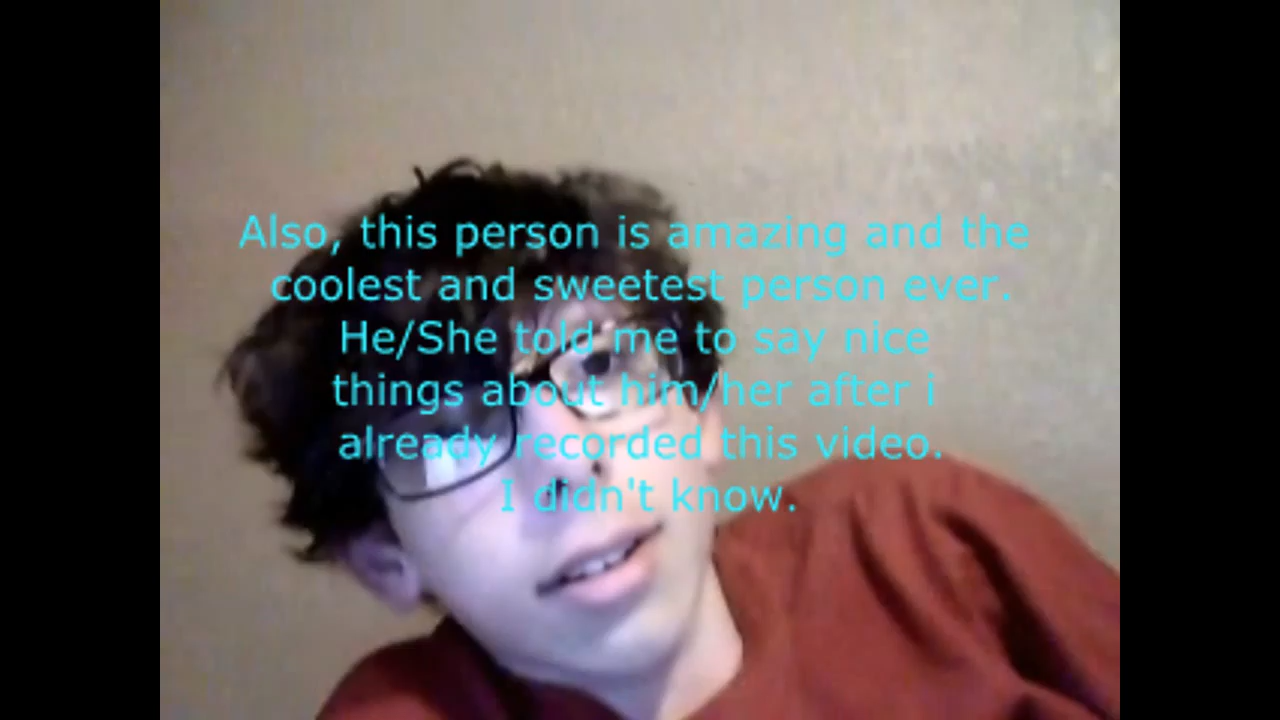 Also, this person is amazing and the
coolest and sweetest person ever.
He/She told me to say nice
things about him/her after i
already recorded this video.
I didn't know.